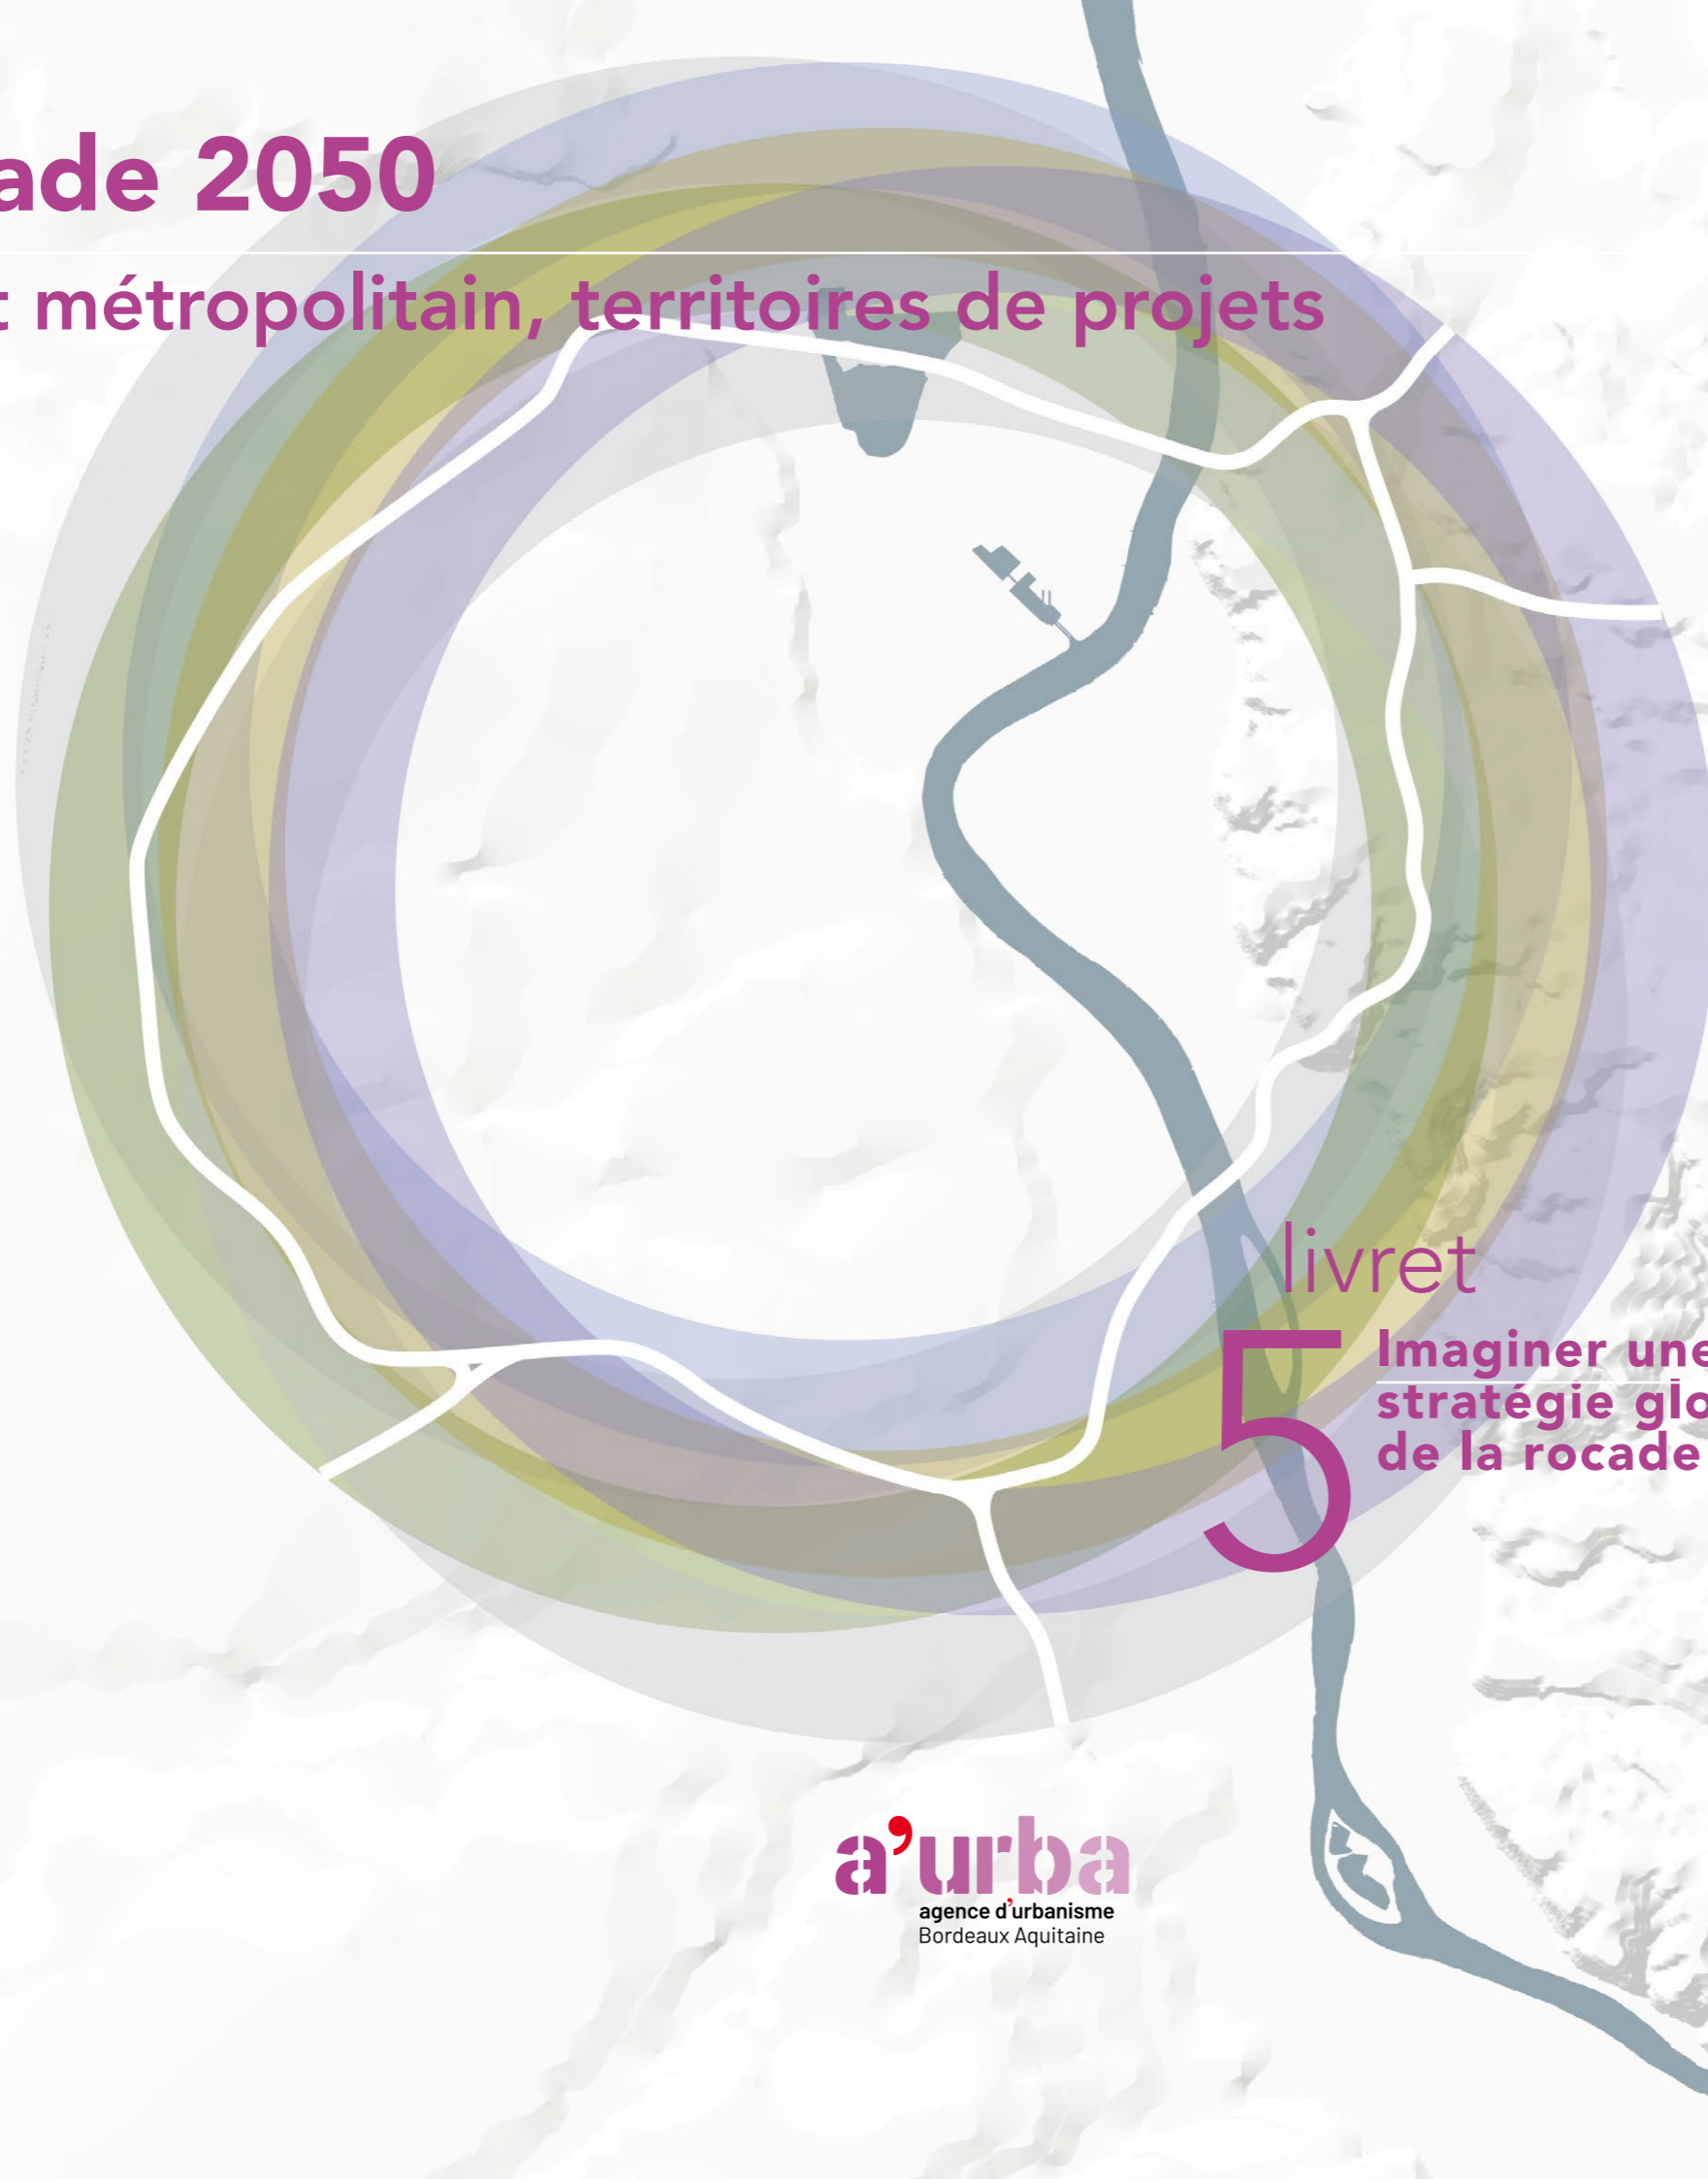 ade 2050
t métropolitain, territoires de projets
livret
5
Imaginer une
stratégie glo
de la rocade
a'urba
agence d'urbanisme
Bordeaux Aquitaine